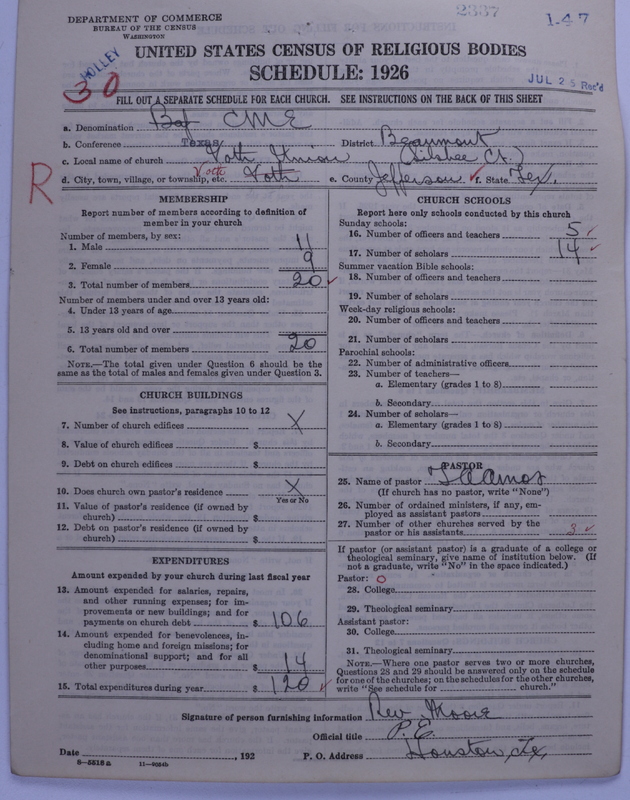 DEPARTMENT OF COMMERCE
BUREAU OF THE CENSUS
WASHINGTON
2337
147
HOLLEY
30
UNITED STATES CENSUS OF RELIGIOUS BODIES
SCHEDULE: 1926
JUL 26 Rec'd
FILL OUT A SEPARATE SCHEDULE FOR EACH CHURCH. SEE INSTRUCTIONS ON THE BACK OF THIS SHEET
a. Denomination Bap CME
b. Conference Texas District Beaumont
c. Local name of church Voth Union (Silsbee Ct.)
d. City, town, village, or township, etc. Voth Voth e. County Jefferson f. State Tex.
R
MEMBERSHIP
Report number of members according to definition of
member in your church
Number of members, by sex:
1. Male 11
2. Female 9
3. Total number of members 20
Number of members under and over 13 years old:
4. Under 13 years of age
5. 13 years old and over
6. Total number of members 20
NOTE.—The total given under Question 6 should be the
same as the total of males and females given under Question 3.
CHURCH BUILDINGS
See instructions, paragraphs 10 to 12
7. Number of church edifices X
8. Value of church edifices $
9. Debt on church edifices $
10. Does church own pastor's residence X
Yes or No
11. Value of pastor's residence (if owned by
church) $
12. Debt on pastor's residence (if owned by
church) $
EXPENDITURES
Amount expended by your church during last fiscal year
13. Amount expended for salaries, repairs,
and other running expenses; for im-
provements or new buildings; and for
payments on church debt $ 106
14. Amount expended for benevolences, in-
cluding home and foreign missions; for
denominational support; and for all
other purposes $ 14
15. Total expenditures during year $ 120
CHURCH SCHOOLS
Report here only schools conducted by this church
Sunday schools:
16. Number of officers and teachers 5
17. Number of scholars 14
Summer vacation Bible schools:
18. Number of officers and teachers
19. Number of scholars
Week-day religious schools:
20. Number of officers and teachers
21. Number of scholars
Parochial schools:
22. Number of administrative officers
23. Number of teachers—
a. Elementary (grades 1 to 8)
b. Secondary
24. Number of scholars—
a. Elementary (grades 1 to 8)
b. Secondary
PASTOR
25. Name of pastor
(If church has no pastor, write "None")
26. Number of ordained ministers, if any, em-
ployed as assistant pastors
27. Number of other churches served by the
pastor or his assistants 3
If pastor (or assistant pastor) is a graduate of a college or
theological seminary, give name of institution below. (If
not a graduate, write "No" in the space indicated.)
Pastor: O
28. College
29. Theological seminary
Assistant pastor:
30. College
31. Theological seminary
NOTE.—Where one pastor serves two or more churches,
Questions 28 and 29 should be answered only on the schedule
for one of the churches; on the schedules for the other churches,
write "See schedule for church."
Signature of person furnishing information Rev Moore
Official title P.E.
Date , 192 P. O. Address Houston, Tex,
8—5516a 11—9054b